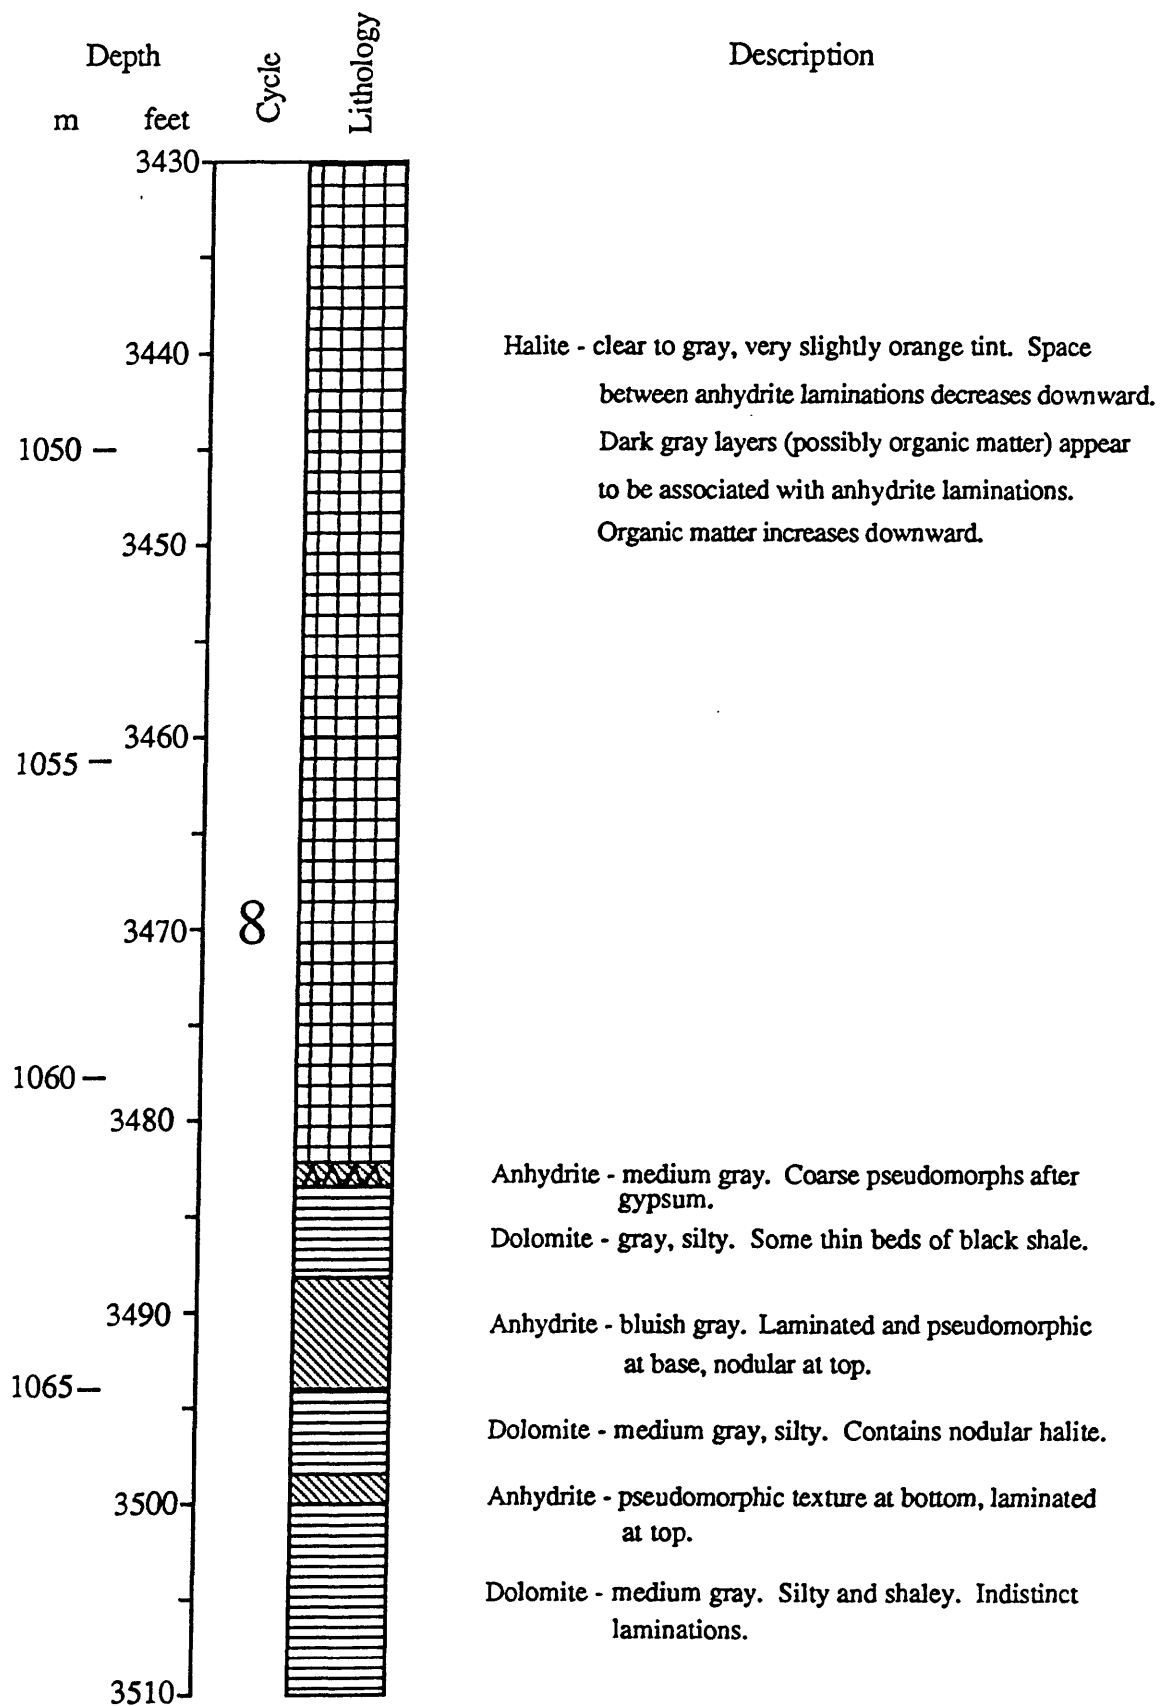 Depth
Cycle
Lithology
Description
m
feet
3430
3440
Halite - clear to gray, very slightly orange tint. Space
between anhydrite laminations decreases downward.
Dark gray layers (possibly organic matter) appear
1050
to be associated with anhydrite laminations.
Organic matter increases downward.
3450
3460
1055
8
3470
1060
3480
Anhydrite - medium gray. Coarse pseudomorphs after
gypsum.
Dolomite - gray, silty. Some thin beds of black shale.
3490
Anhydrite - bluish gray. Laminated and pseudomorphic
at base, nodular at top.
1065
Dolomite - medium gray, silty. Contains nodular halite.
3500
Anhydrite - pseudomorphic texture at bottom, laminated
at top.
Dolomite - medium gray. Silty and shaley. Indistinct
laminations.
3510